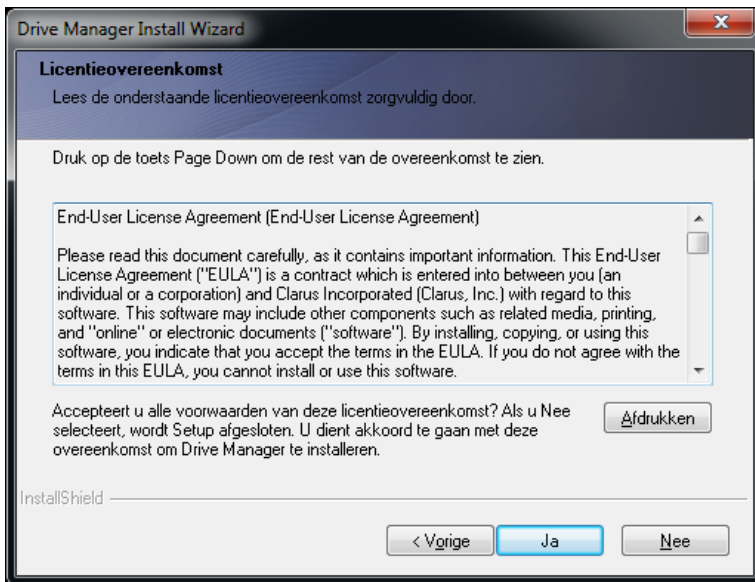 Drive Manager Install Wizard
Licentieovereenkomst
Lees de onderstaande licentieovereenkomst zorgvuldig door.
Druk op de toets Page Down om de rest van de overeenkomst te zien.
End-User License Agreement (End-User License Agreement)
Please read this document carefully, as it contains important information. This End-User
License Agreement ("EULA") is a contract which is entered into between you (an
individual or a corporation) and Clarus Incorporated (Clarus, Inc.) with regard to this
software. This software may include other components such as related media, printing,
and "online" or electronic documents ("software"). By installing, copying, or using this
software, you indicate that you accept the terms in the EULA. If you do not agree with the
terms in this EULA, you cannot install or use this software.
Accepteert u alle voorwaarden van deze licentieovereenkomst? Als u Nee
selecteert, wordt Setup afgesloten. U dient akkoord te gaan met deze
overeenkomst om Drive Manager te installeren.
Afdrukken
InstallShield
< Vorige
Ja
Nee